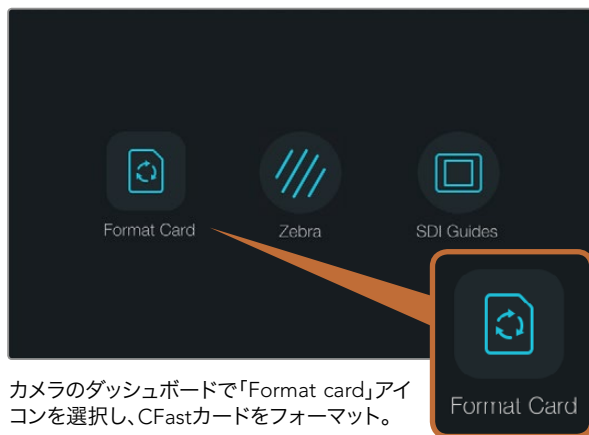 Format Card
Zebra
SDI Guides
Format Card
カメラのダッシュボードで「Format card」アイ
コンを選択し、CFastカードをフォーマット。